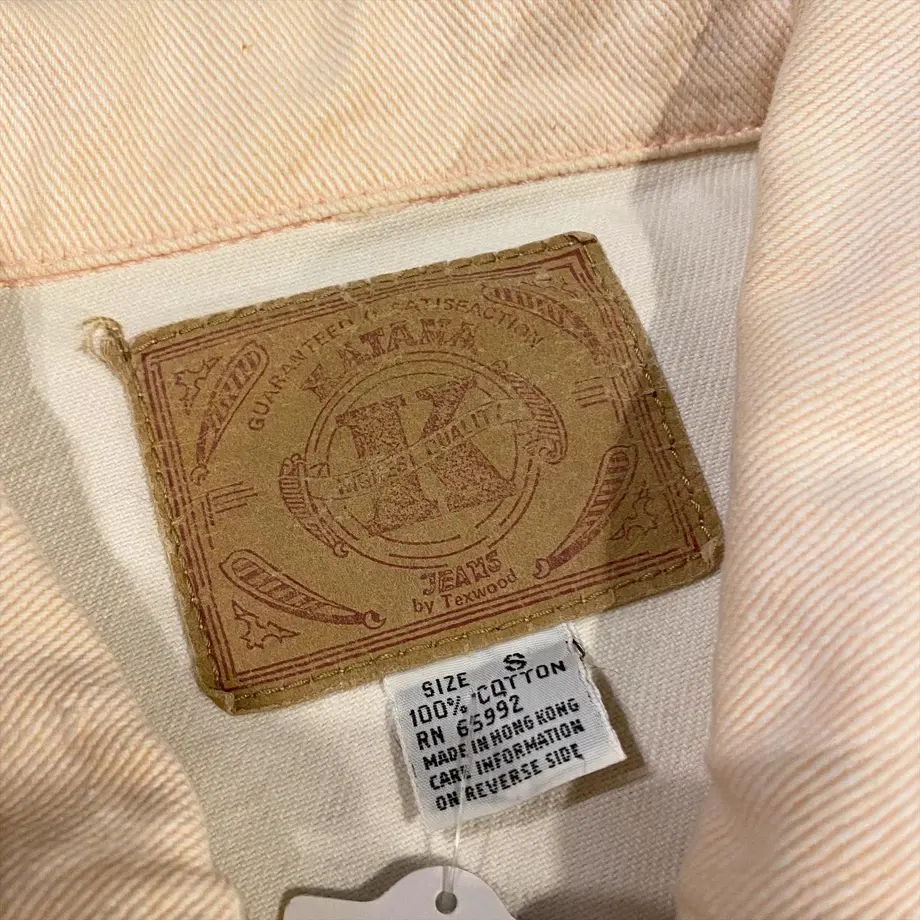 GUARANTEED SATISFACTION
KATANA
K
HIGHEST QUALITY
JEANS
by Texwood
SIZE S
100% COTTON
RN 65992
MADE IN HONG KONG
CARE INFORMATION
ON REVERSE SIDE